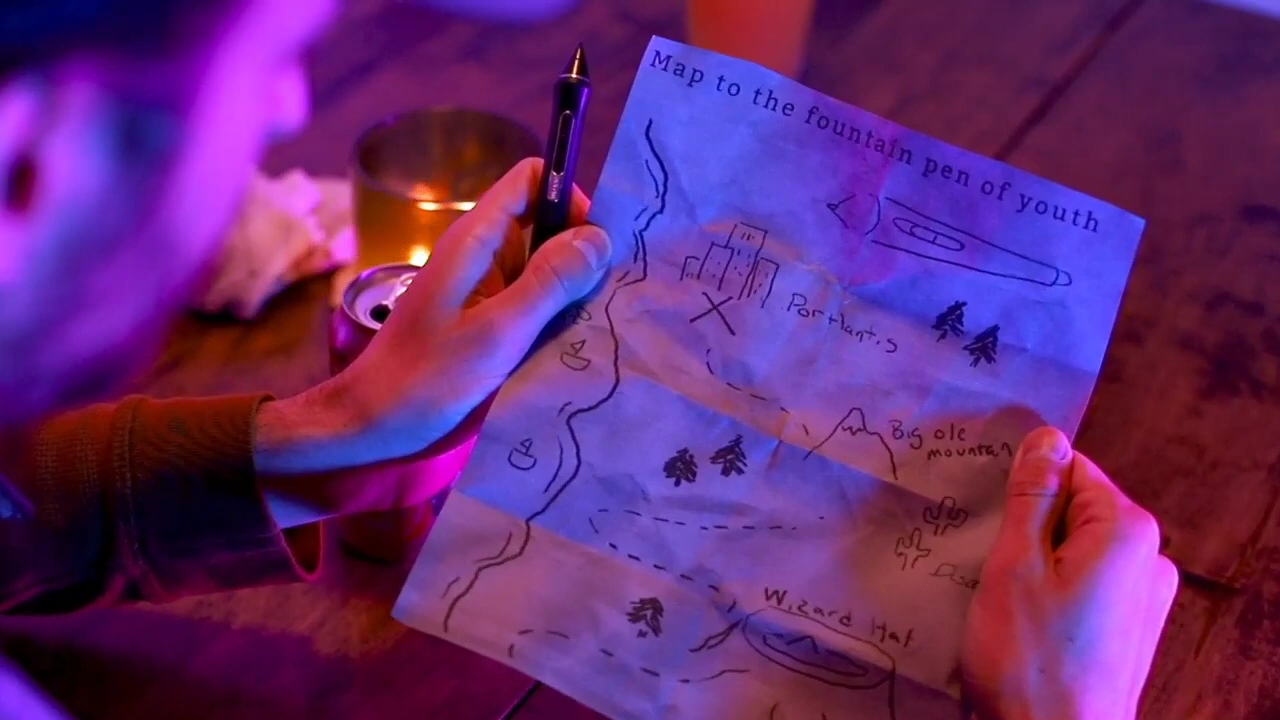 Map to the fountain pen of youth
Portlantis
Big ole
mountain
Wizard Hat